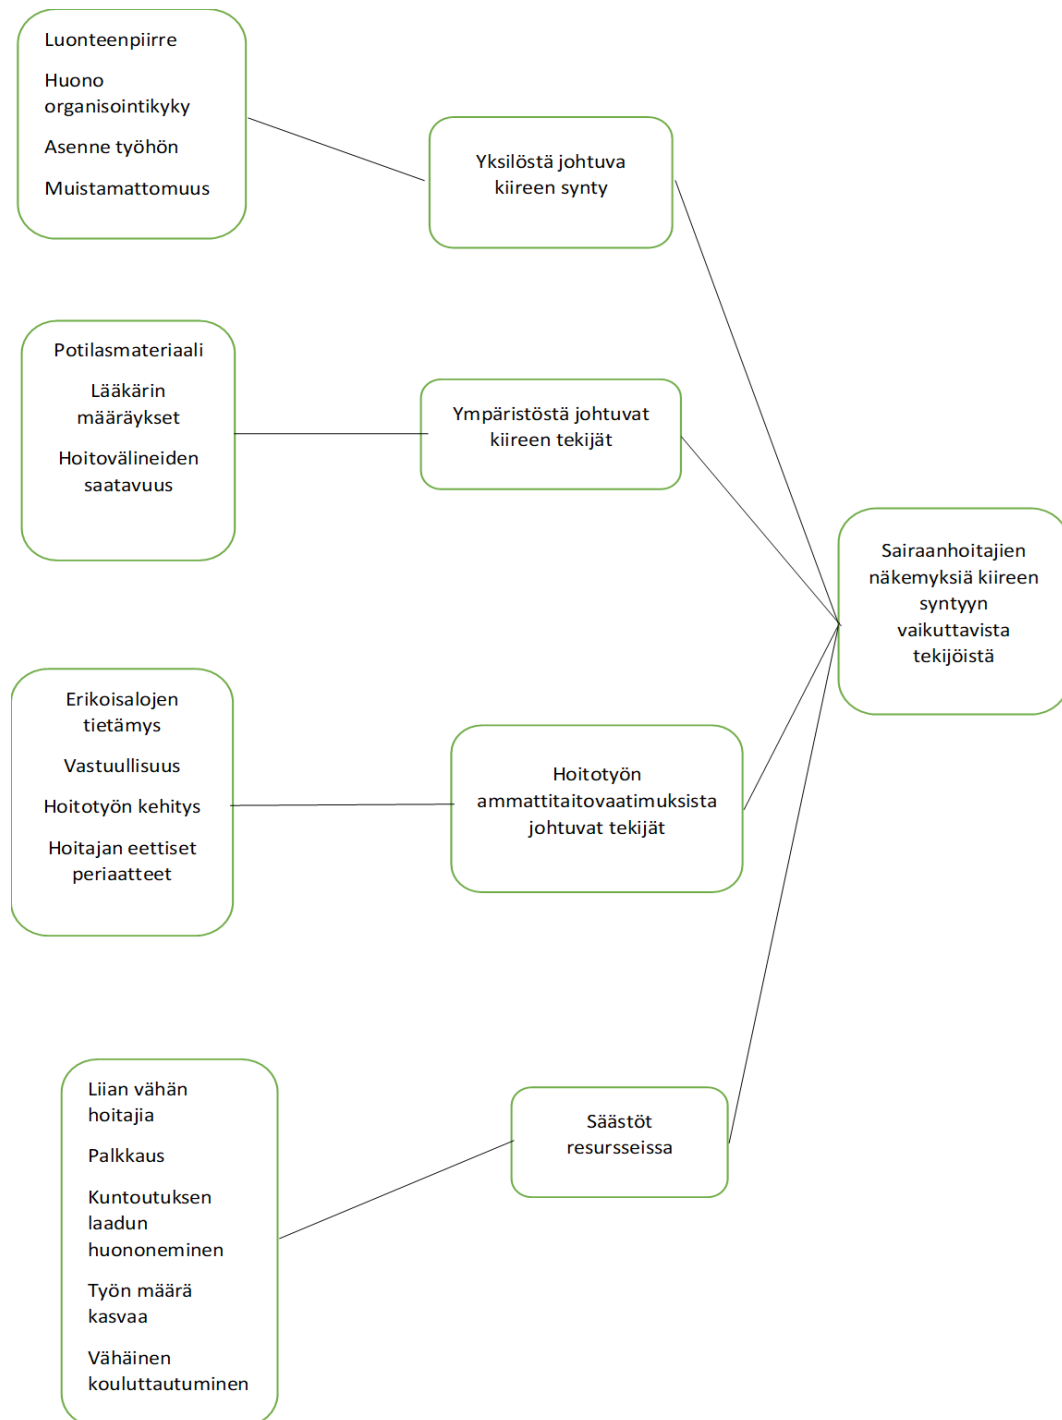 Luonteenpiirre
Huono
organisointikyky
Asenne työhön
Muistamattomuus
Yksilöstä johtuva
kiireen synty
Potilasmateriaali
Lääkärin
määräykset
Hoitovälineiden
saatavuus
Ympäristöstä johtuvat
kiireen tekijät
Sairaanhoitajien
näkemyksiä kiireen
syntyyn
vaikuttavista
tekijöistä
Erikoisalojen
tietämys
Vastuullisuus
Hoitotyön kehitys
Hoitajan eettiset
periaatteet
Hoitotyön
ammattitaitovaatimuksista
johtuvat tekijät
Liian vähän
hoitajia
Palkkaus
Kuntoutuksen
laadun
huononeminen
Työn määrä
kasvaa
Vähäinen
kouluttautuminen
Säästöt
resursseissa